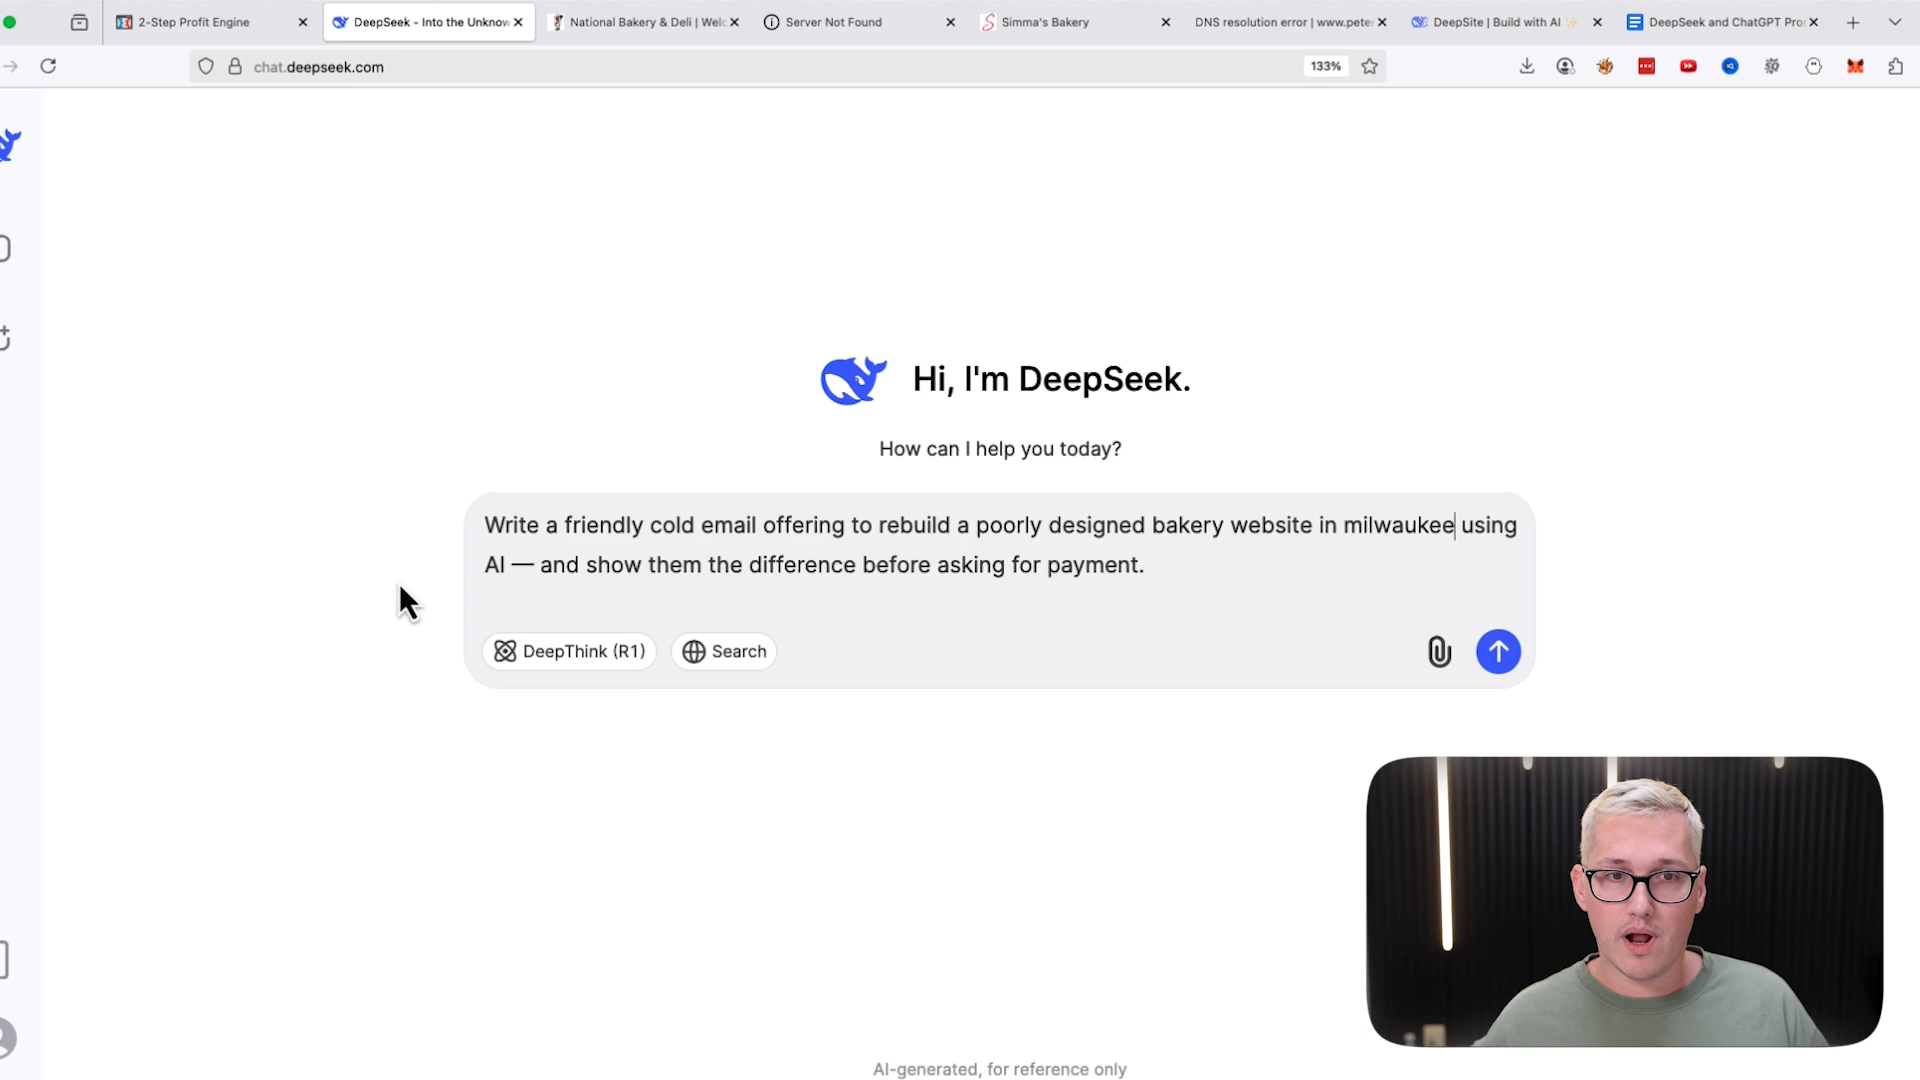 2-Step Profit Engine
DeepSeek - Into the Unknow
National Bakery & Deli | Welc
Server Not Found
Simma's Bakery
DNS resolution error | www.pete
DeepSite | Build with AI
DeepSeek and ChatGPT Pro
chat.deepseek.com
133%
Hi, I'm DeepSeek.
How can I help you today?
Write a friendly cold email offering to rebuild a poorly designed bakery website in milwaukee using
AI — and show them the difference before asking for payment.
DeepThink (R1)
Search
AI-generated, for reference only